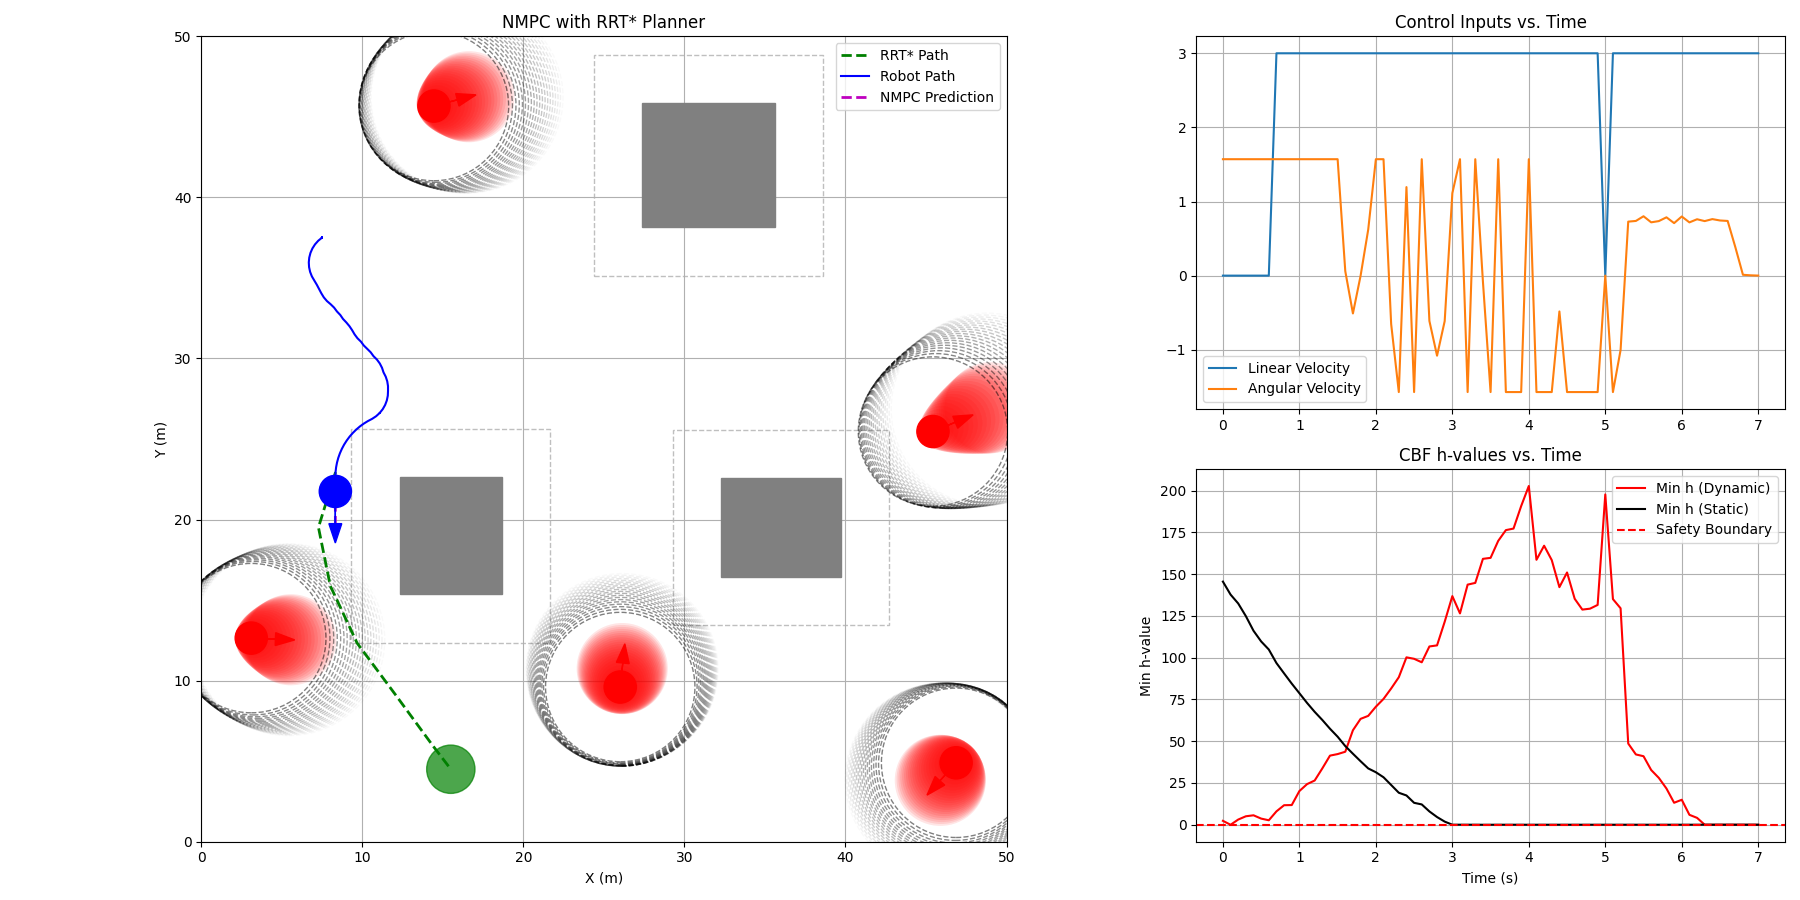 NMPC with RRT* Planner
50
40
30
20
10
0
Y (m)
0 10 20 30 40 50
X (m)
RRT* Path
Robot Path
NMPC Prediction
Control Inputs vs. Time
3
2
1
0
−1
Linear Velocity
Angular Velocity
0 1 2 3 4 5 6 7
CBF h-values vs. Time
200
175
150
125
100
75
50
25
0
Min h-value
Min h (Dynamic)
Min h (Static)
Safety Boundary
0 1 2 3 4 5 6 7
Time (s)